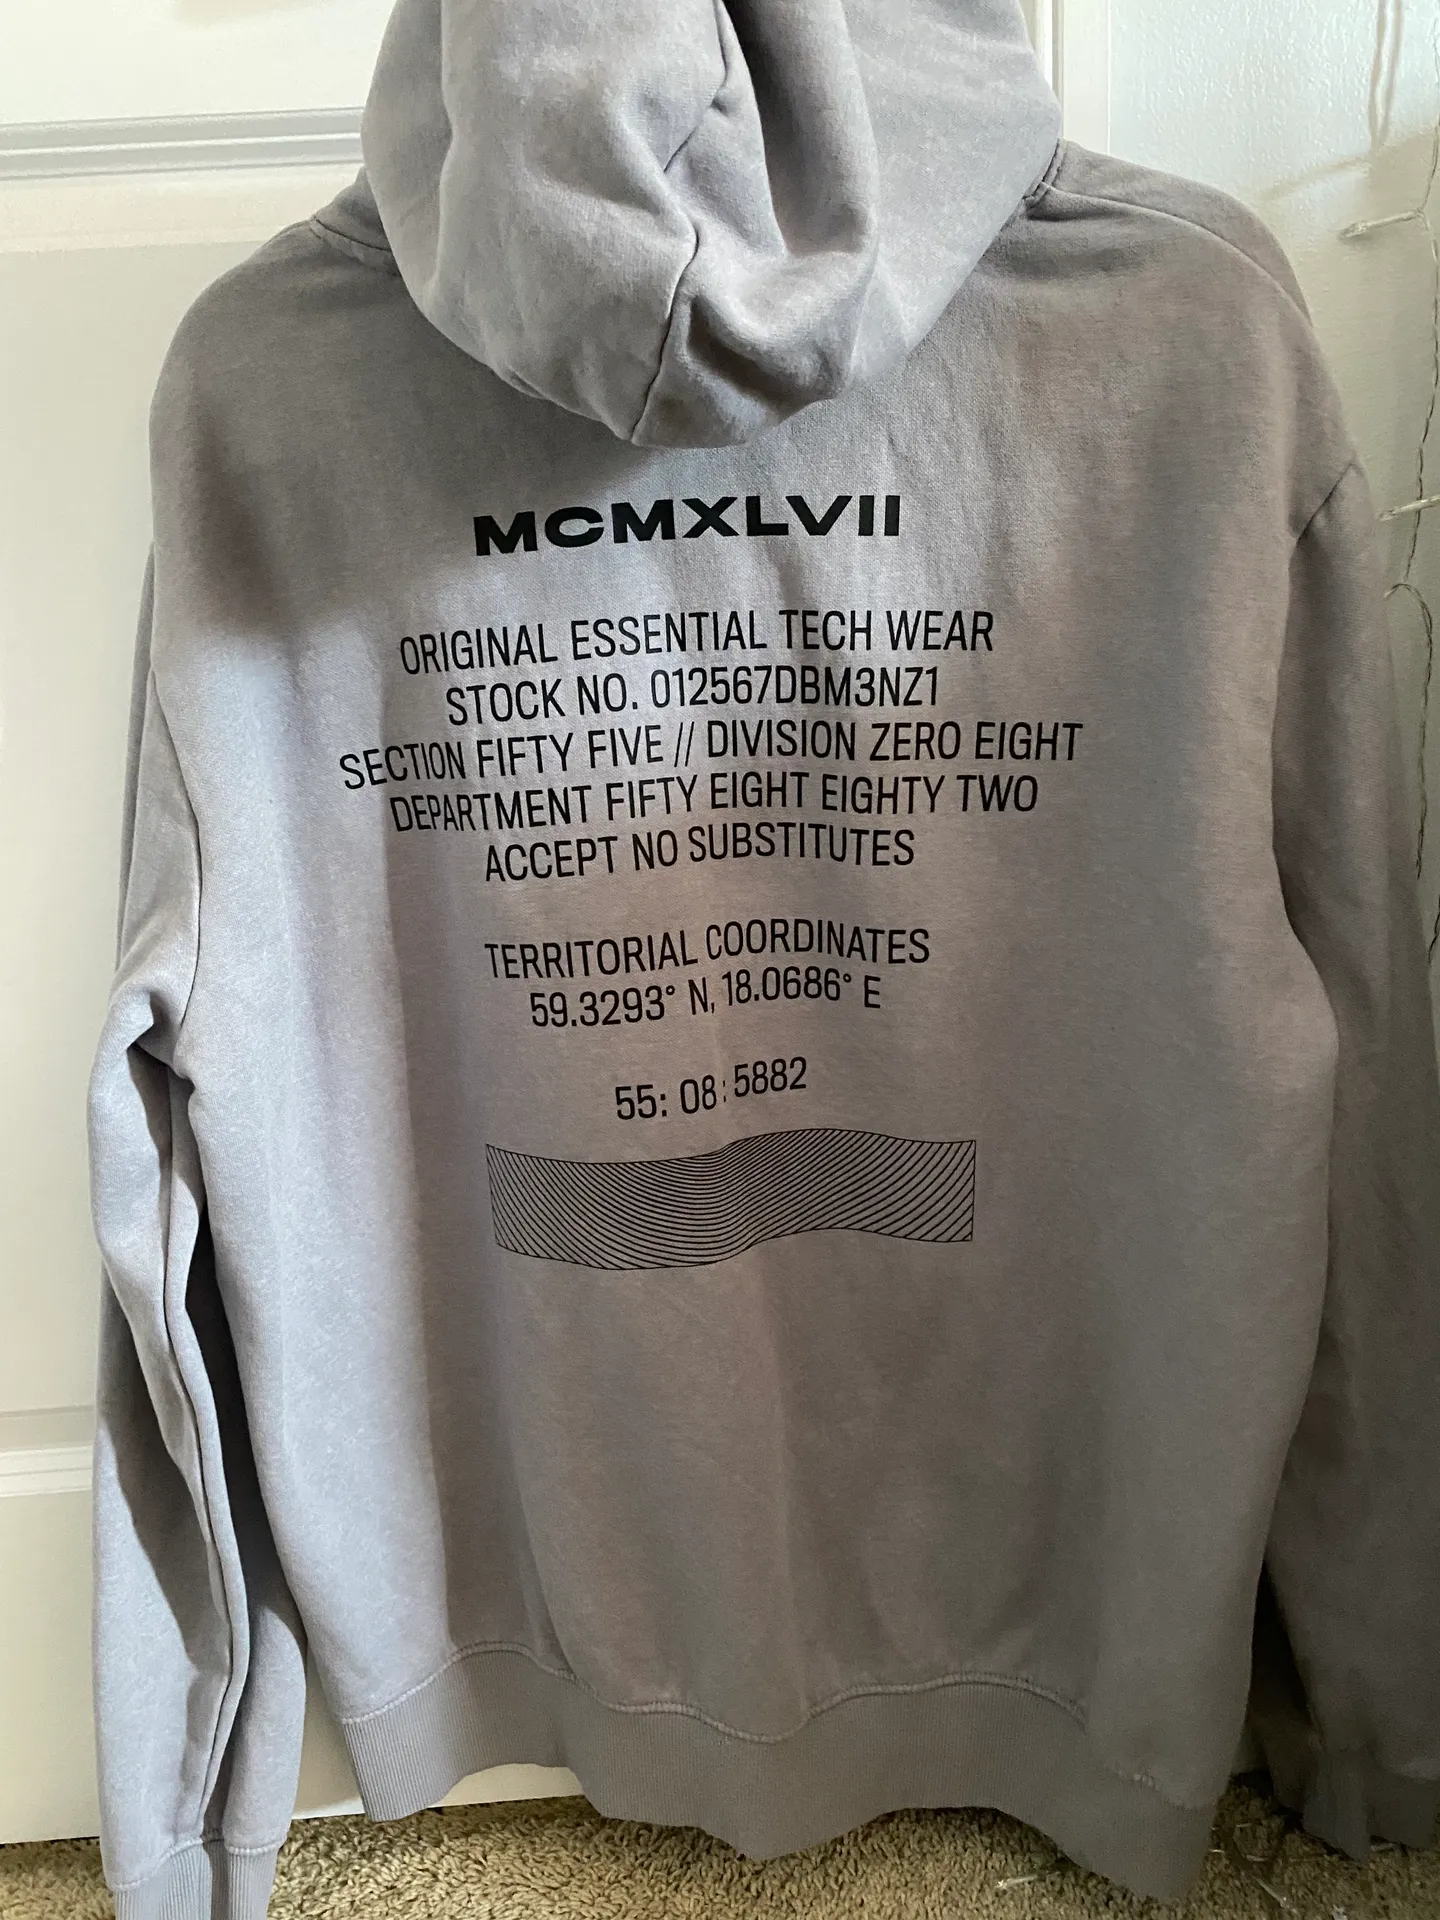 MCMXLVII
ORIGINAL ESSENTIAL TECH WEAR
STOCK NO. 012567DBM3NZ1
SECTION FIFTY FIVE // DIVISION ZERO EIGHT
DEPARTMENT FIFTY EIGHT EIGHTY TWO
ACCEPT NO SUBSTITUTES
TERRITORIAL COORDINATES
59.3293° N, 18.0686° E
55: 08: 5882